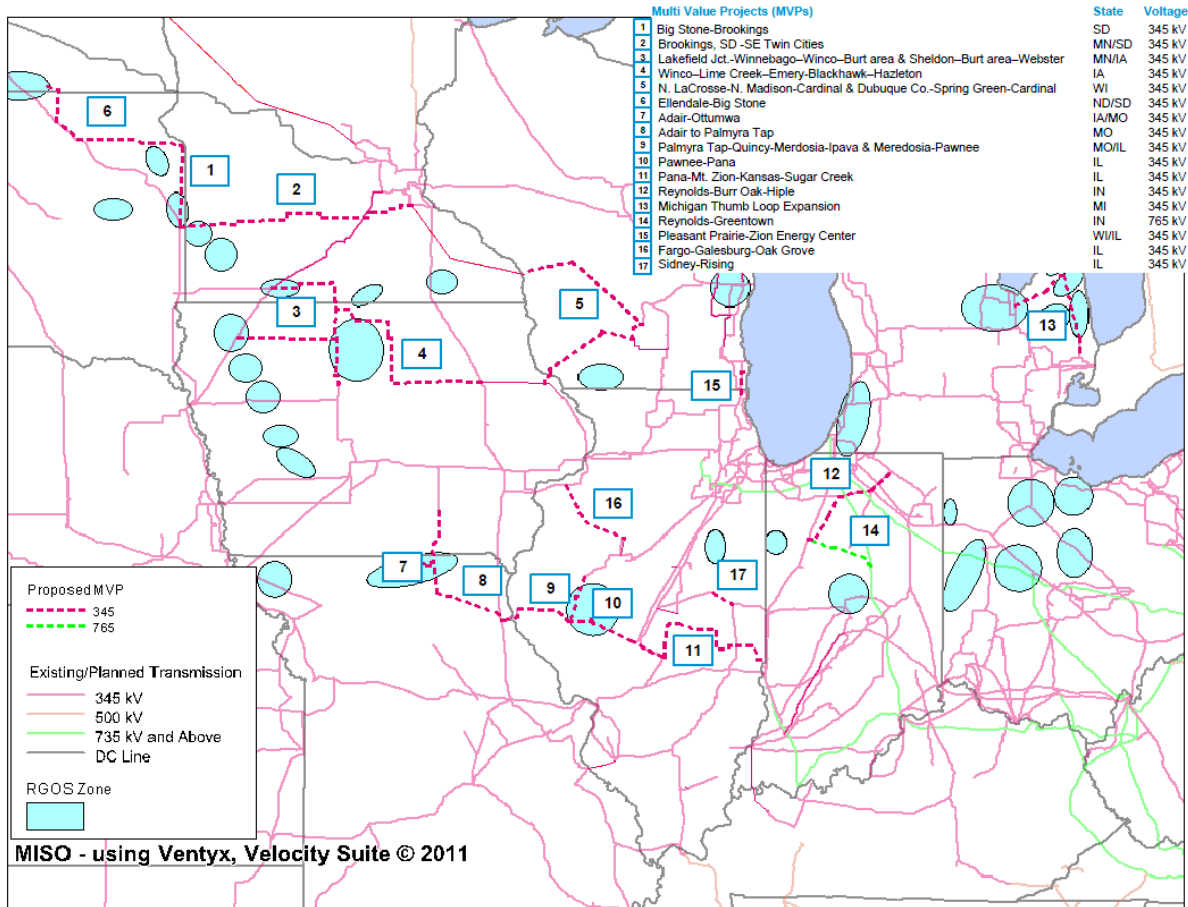 Multi Value Projects (MVPs) State Voltage
1 Big Stone-Brookings SD 345 kV
2 Brookings, SD -SE Twin Cities MN/SD 345 kV
3 Lakefield Jct.-Winnebago–Winco–Burt area & Sheldon–Burt area–Webster MN/IA 345 kV
4 Winco–Lime Creek–Emery-Blackhawk–Hazleton IA 345 kV
5 N. LaCrosse-N. Madison-Cardinal & Dubuque Co.-Spring Green-Cardinal WI 345 kV
6 Ellendale-Big Stone ND/SD 345 kV
7 Adair-Ottumwa IA/MO 345 kV
8 Adair to Palmyra Tap MO 345 kV
9 Palmyra Tap-Quincy-Merdosia-Ipava & Meredosia-Pawnee MO/IL 345 kV
10 Pawnee-Pana IL 345 kV
11 Pana-Mt. Zion-Kansas-Sugar Creek IL 345 kV
12 Reynolds-Burr Oak-Hiple IN 345 kV
13 Michigan Thumb Loop Expansion MI 345 kV
14 Reynolds-Greentown IN 765 kV
15 Pleasant Prairie-Zion Energy Center WI/IL 345 kV
16 Fargo-Galesburg-Oak Grove IL 345 kV
17 Sidney-Rising IL 345 kV
6
1
2
5
3
13
4
15
12
16
14
7
17
8
9
10
11
Proposed MVP
345
765
Existing/Planned Transmission
345 kV
500 kV
735 kV and Above
DC Line
RGOS Zone
MISO - using Ventyx, Velocity Suite © 2011